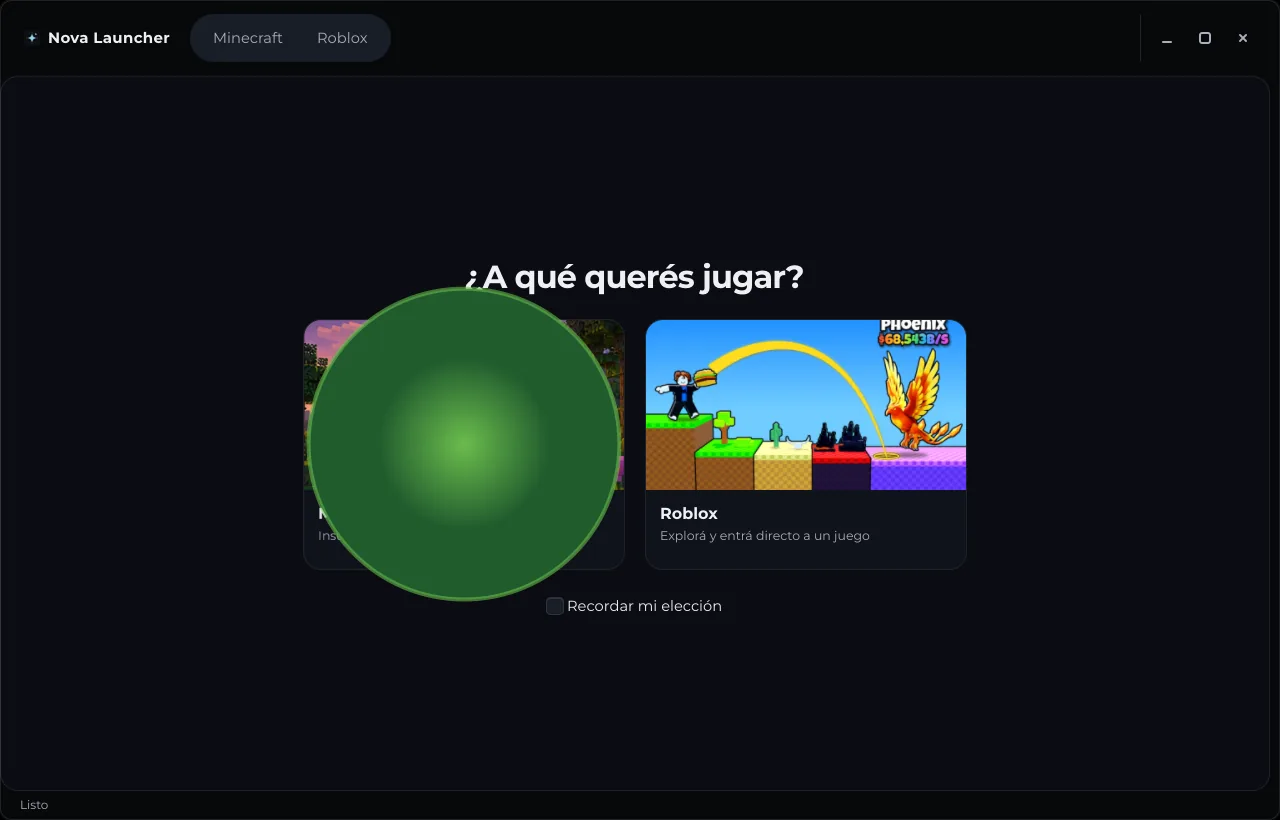 Nova Launcher
Minecraft
Roblox
¿A qué querés jugar?
PHOENIX
$68,543B/S
Roblox
Explorá y entrá directo a un juego
Recordar mi elección
Listo